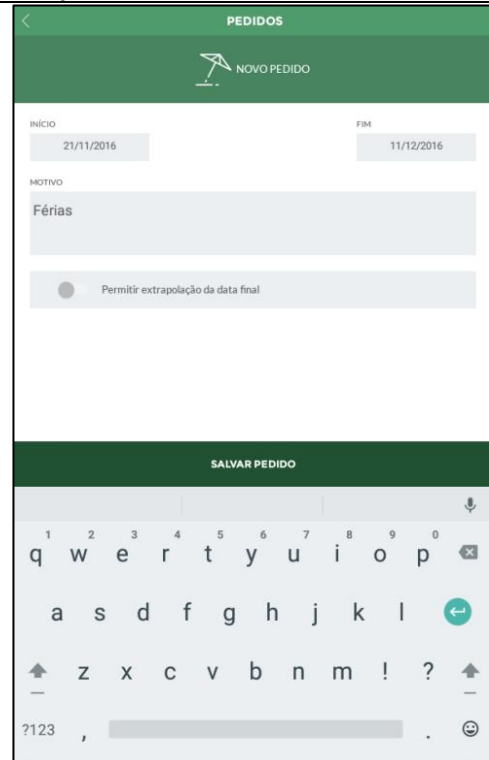 PEDIDOS
NOVO PEDIDO
INÍCIO FIM
21/11/2016 11/12/2016
MOTIVO
Férias
Permitir extrapolação da data final
SALVAR PEDIDO
1 2 3 4 5 6 7 8 9 0
q w e r t y u i o p
a s d f g h j k l
z x c v b n m ! ?
?123 , .